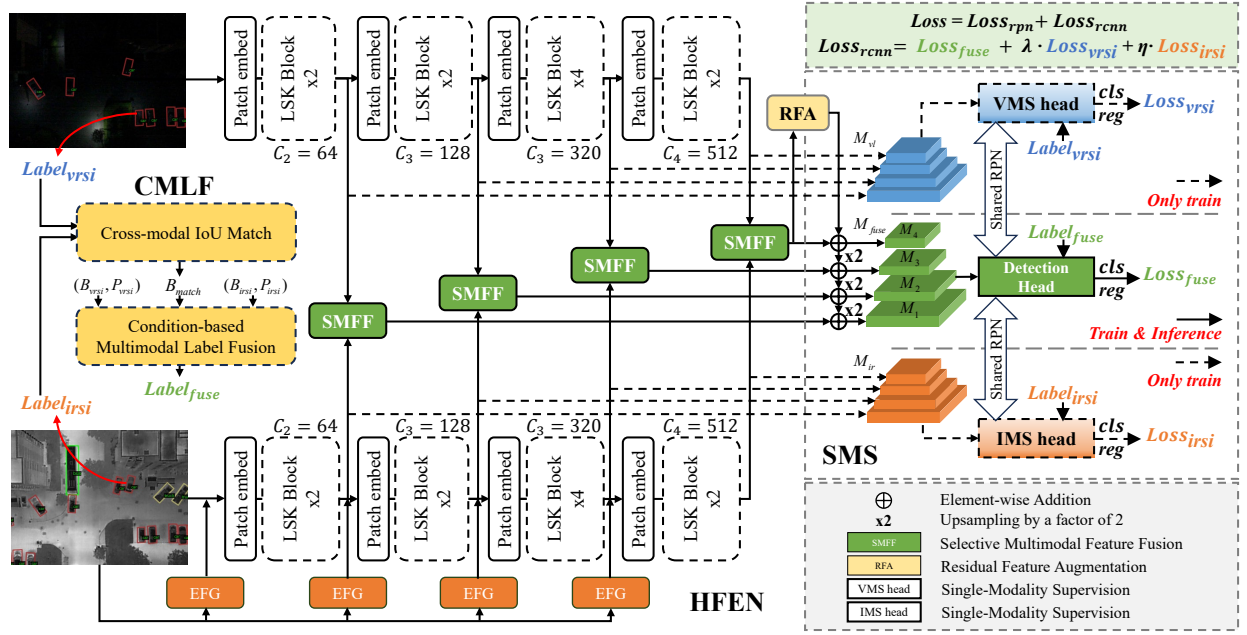 Patch embed
LSK Block
x2
Patch embed
LSK Block
x2
Patch embed
LSK Block
x4
Patch embed
LSK Block
x2
C₂ = 64
C₃ = 128
C₃ = 320
C₄ = 512
RFA
Loss = Loss_rpn + Loss_rcnn
Loss_rcnn = Loss_fuse + λ · Loss_vrsi + η· Loss_irsi
Label_vrsi
CMLF
Cross-modal IoU Match
(B_vrsi, P_vrsi)
B_match
(B_irsi, P_irsi)
Condition-based
Multimodal Label Fusion
Label_fuse
Label_irsi
SMFF
SMFF
SMFF
SMFF
x2
x2
x2
M_vl
M_fuse
M₄
M₃
M₂
M₁
M_ir
VMS head
cls
reg
Loss_vrsi
Label_vrsi
Shared RPN
Only train
Label_fuse
Detection
Head
cls
reg
Loss_fuse
Train & Inference
Shared RPN
Only train
Label_irsi
IMS head
cls
reg
Loss_irsi
SMS
C₂ = 64
C₃ = 128
C₃ = 320
C₄ = 512
Patch embed
LSK Block
x2
Patch embed
LSK Block
x2
Patch embed
LSK Block
x4
Patch embed
LSK Block
x2
EFG
EFG
EFG
EFG
HFEN
Element-wise Addition
x2
Upsampling by a factor of 2
SMFF
Selective Multimodal Feature Fusion
RFA
Residual Feature Augmentation
VMS head
Single-Modality Supervision
IMS head
Single-Modality Supervision